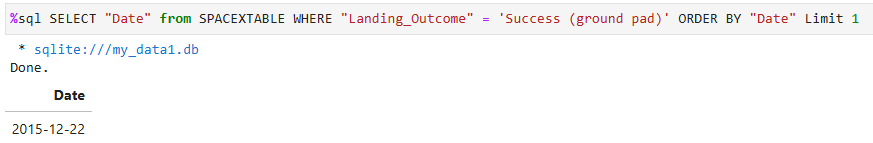 %sql SELECT "Date" from SPACEXTABLE WHERE "Landing_Outcome" = 'Success (ground pad)' ORDER BY "Date" Limit 1
* sqlite:///my_data1.db
Done.
Date
2015-12-22